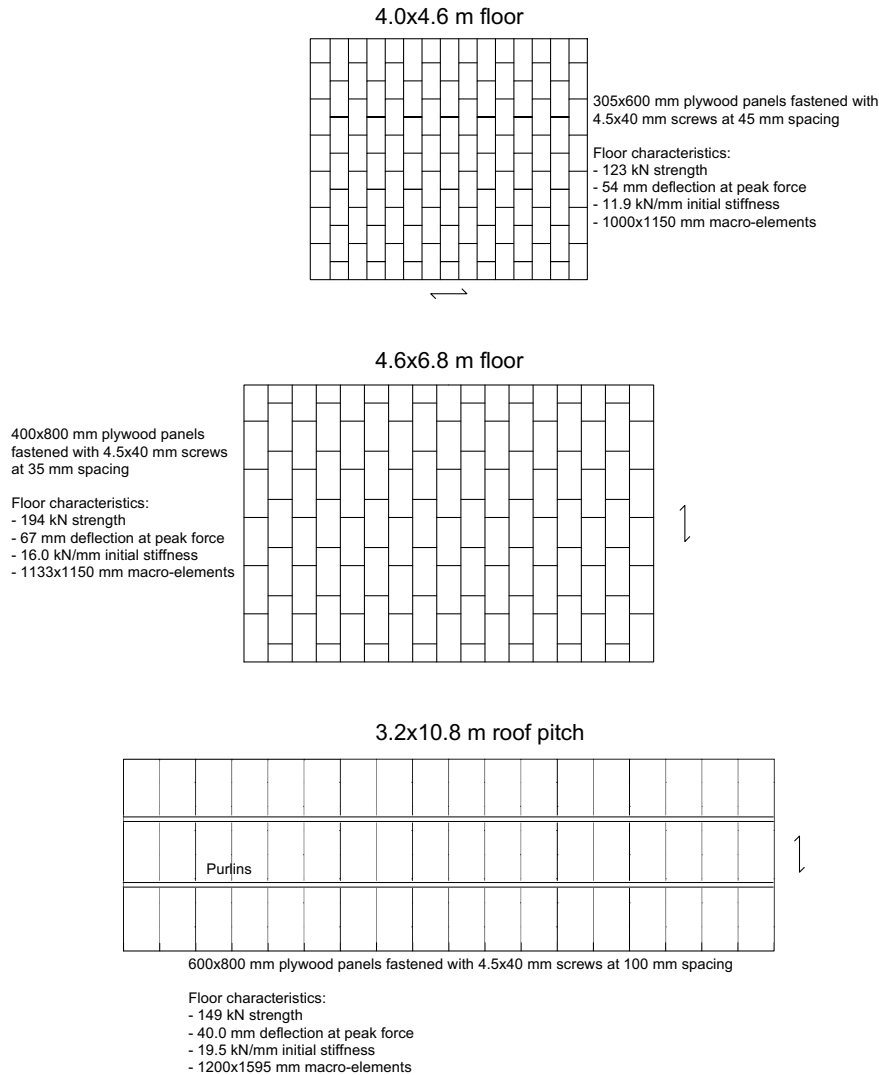 4.0x4.6 m floor
305x600 mm plywood panels fastened with
4.5x40 mm screws at 45 mm spacing
Floor characteristics:
- 123 kN strength
- 54 mm deflection at peak force
- 11.9 kN/mm initial stiffness
- 1000x1150 mm macro-elements
4.6x6.8 m floor
400x800 mm plywood panels
fastened with 4.5x40 mm screws
at 35 mm spacing
Floor characteristics:
- 194 kN strength
- 67 mm deflection at peak force
- 16.0 kN/mm initial stiffness
- 1133x1150 mm macro-elements
3.2x10.8 m roof pitch
Purlins
600x800 mm plywood panels fastened with 4.5x40 mm screws at 100 mm spacing
Floor characteristics:
- 149 kN strength
- 40.0 mm deflection at peak force
- 19.5 kN/mm initial stiffness
- 1200x1595 mm macro-elements